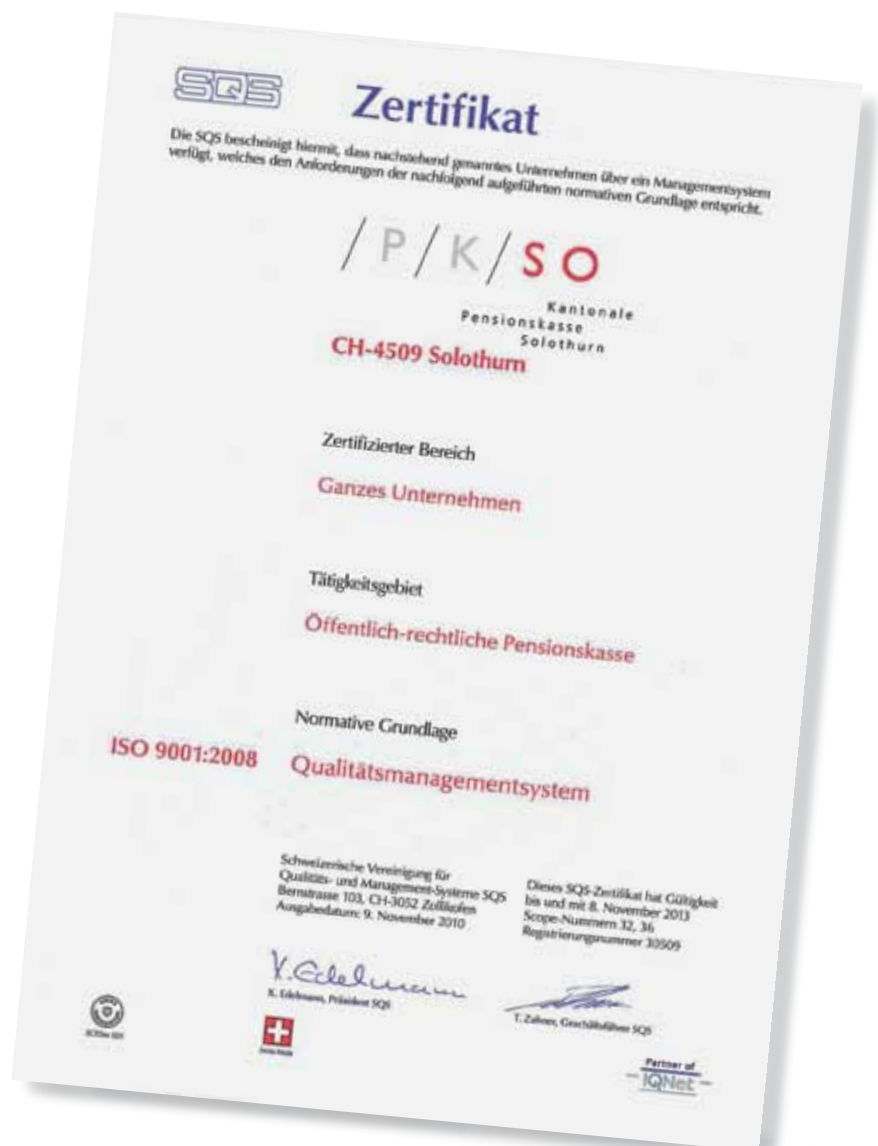 SQS
Zertifikat
Die SQS bescheinigt hiermit, dass nachstehend genanntes Unternehmen über ein Managementsystem
verfügt, welches den Anforderungen der nachfolgend aufgeführten normativen Grundlage entspricht.
/P/K/SO
Kantonale
Pensionskasse
Solothurn
CH-4509 Solothurn
Zertifizierter Bereich
Ganzes Unternehmen
Tätigkeitsgebiet
Öffentlich-rechtliche Pensionskasse
Normative Grundlage
ISO 9001:2008 Qualitätsmanagementsystem
Schweizerische Vereinigung für
Qualitäts- und Management-Systeme SQS
Bernstrasse 103, CH-3052 Zollikofen
Ausgabedatum: 9. November 2010
Dieses SQS-Zertifikat hat Gültigkeit
bis und mit 8. November 2013
Scope-Nummern 32, 36
Registrierungsnummer 30509
X. Edelmann
X. Edelmann, Präsident SQS
T. Zahner, Geschäftsführer SQS
Swiss Made
Partner of
IQNet